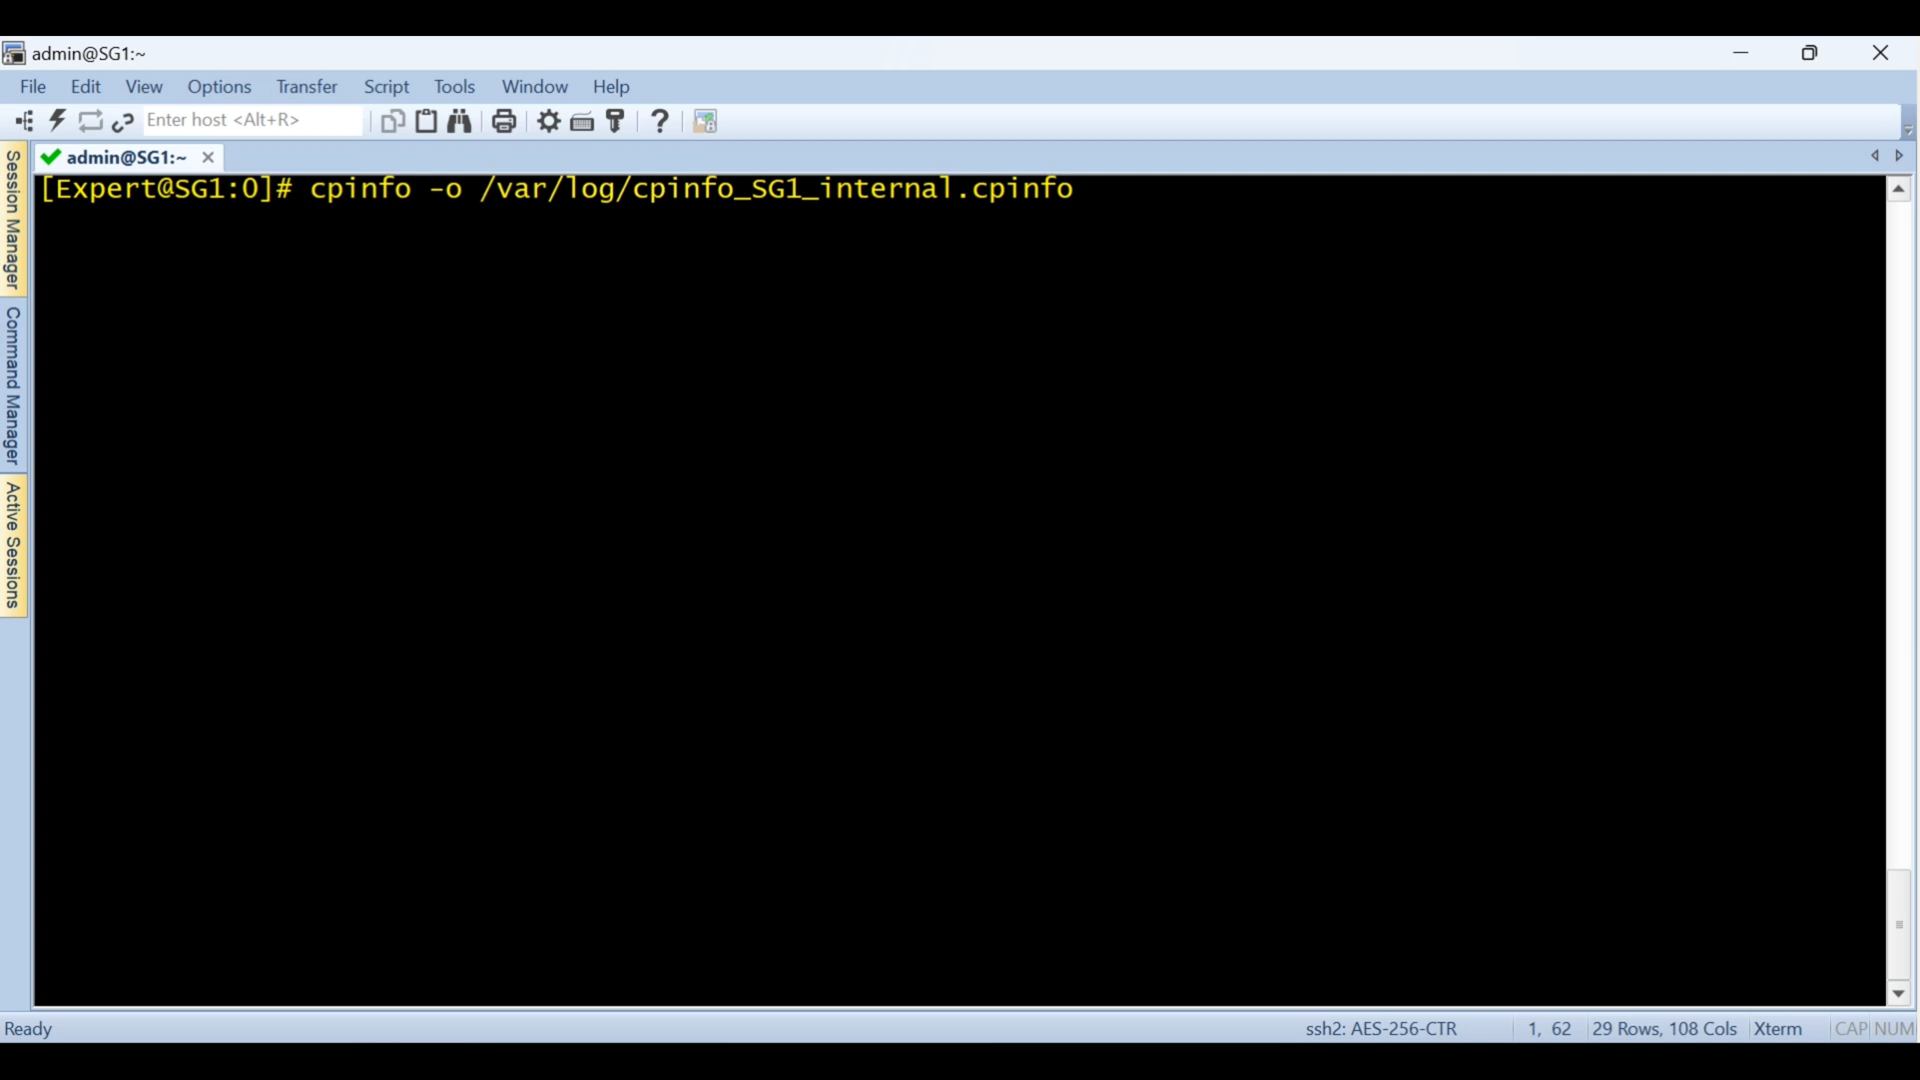 admin@SG1:~
File Edit View Options Transfer Script Tools Window Help
Enter host <Alt+R>
admin@SG1:~
Session Manager
Command Manager
Active Sessions
[Expert@SG1:0]# cpinfo -o /var/log/cpinfo_SG1_internal.cpinfo
Ready ssh2: AES-256-CTR 1, 62 29 Rows, 108 Cols Xterm CAP NUM